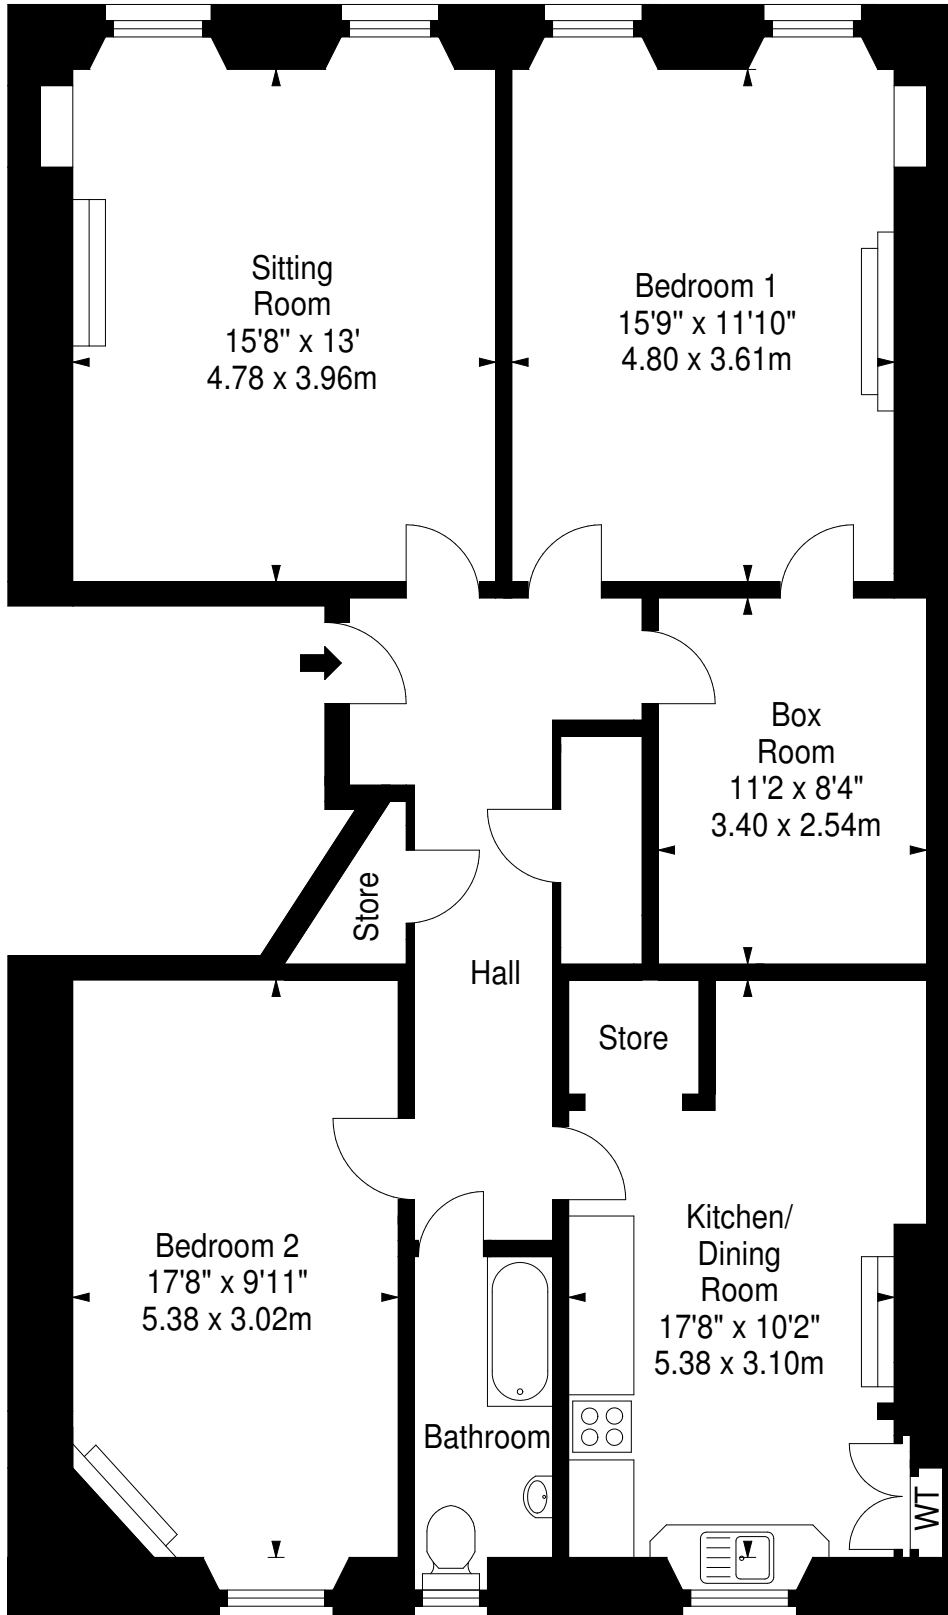 Sitting
Room
15'8" x 13'
4.78 x 3.96m
Bedroom 1
15'9" x 11'10"
4.80 x 3.61m
Box
Room
11'2 x 8'4"
3.40 x 2.54m
Store
Hall
Store
Bedroom 2
17'8" x 9'11"
5.38 x 3.02m
Kitchen/
Dining
Room
17'8" x 10'2"
5.38 x 3.10m
Bathroom
WT